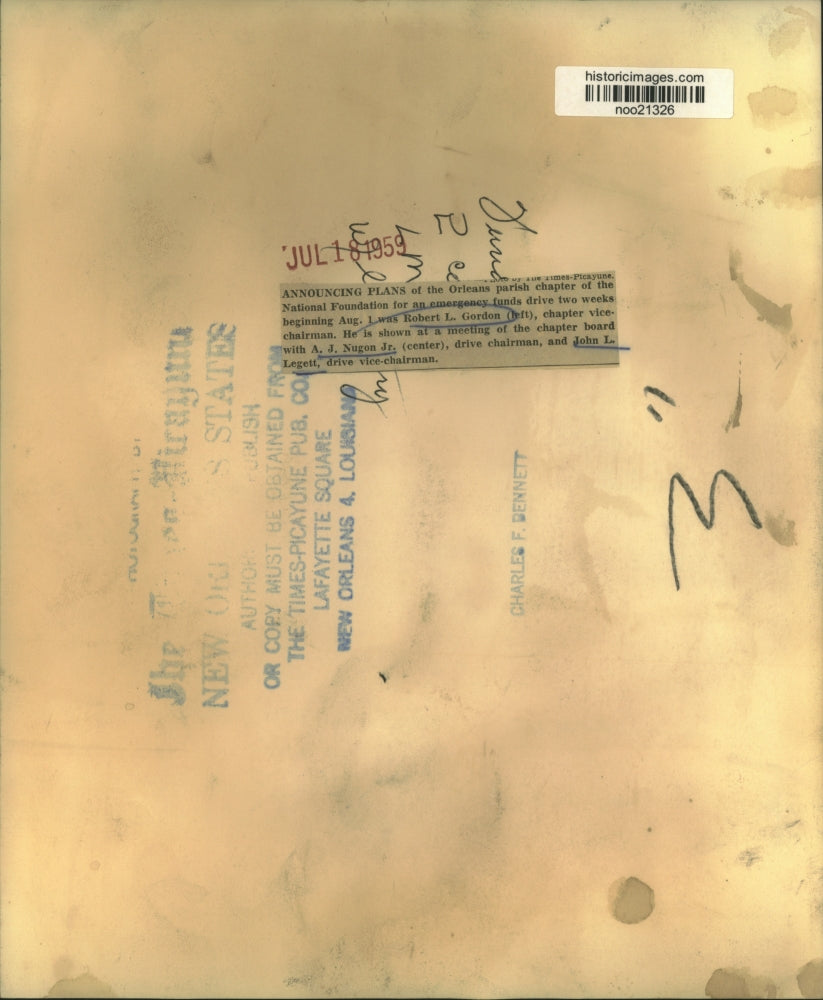 historicimages.com
noo21326
JUL 18 1959
by The Times-Picayune.
ANNOUNCING PLANS of the Orleans parish chapter of the
National Foundation for an emergency funds drive two weeks
beginning Aug. 1 was Robert L. Gordon (left), chapter vice-
chairman. He is shown at a meeting of the chapter board
with A. J. Nugon Jr. (center), drive chairman, and John L.
Legett, drive vice-chairman.
NEW STATES
PUBLISH
OR COPY MUST BE OBTAINED FROM
THE TIMES-PICAYUNE PUB. CO.
LAFAYETTE SQUARE
NEW ORLEANS 4, LOUISIANA
CHARLES F. BENNETT